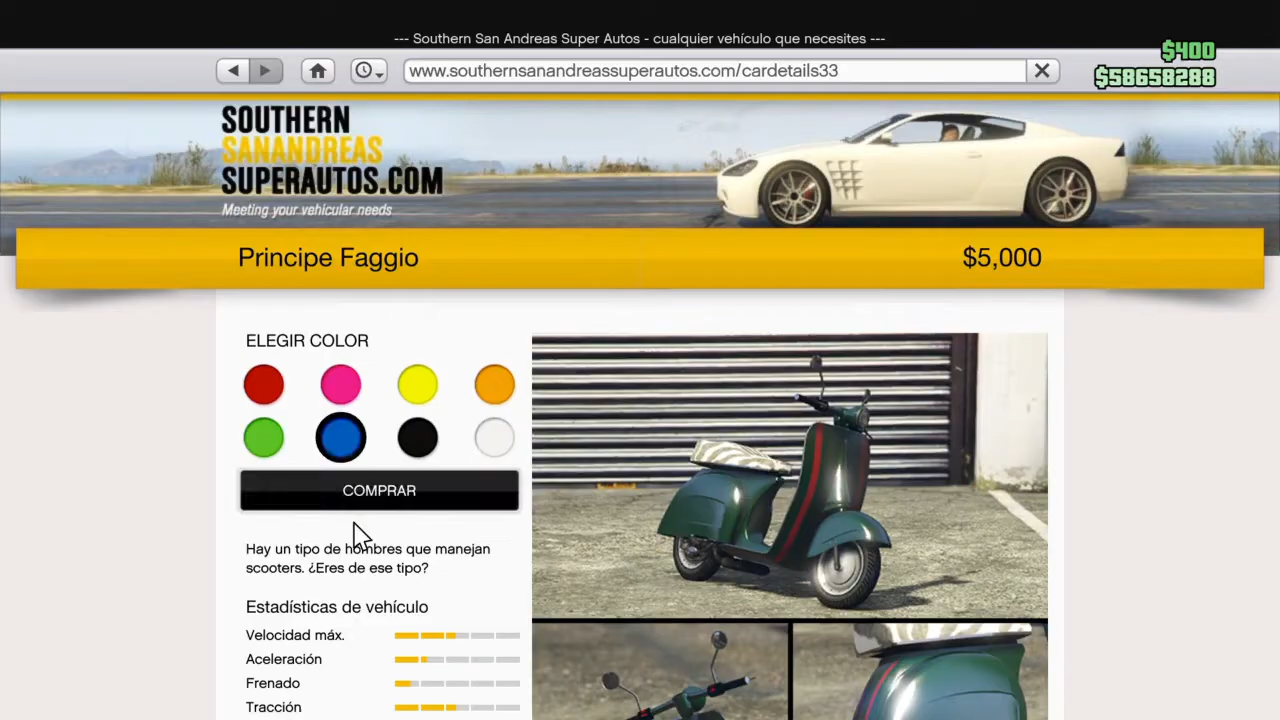 --- Southern San Andreas Super Autos - cualquier vehículo que necesites ---
www.southernsanandreassuperautos.com/cardetails33
$400
$58658288
SOUTHERN
SANANDREAS
SUPERAUTOS.COM
Meeting your vehicular needs
Principe Faggio
$5,000
ELEGIR COLOR
COMPRAR
Hay un tipo de hombres que manejan
scooters. ¿Eres de ese tipo?
Estadísticas de vehículo
Velocidad máx.
Aceleración
Frenado
Tracción